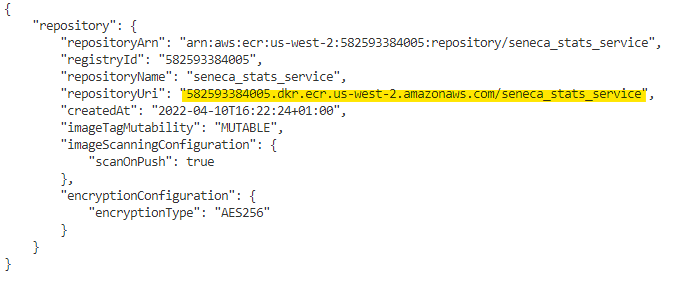 {
    "repository": {
        "repositoryArn": "arn:aws:ecr:us-west-2:582593384005:repository/seneca_stats_service",
        "registryId": "582593384005",
        "repositoryName": "seneca_stats_service",
        "repositoryUri": "582593384005.dkr.ecr.us-west-2.amazonaws.com/seneca_stats_service",
        "createdAt": "2022-04-10T16:22:24+01:00",
        "imageTagMutability": "MUTABLE",
        "imageScanningConfiguration": {
            "scanOnPush": true
        },
        "encryptionConfiguration": {
            "encryptionType": "AES256"
        }
    }
}